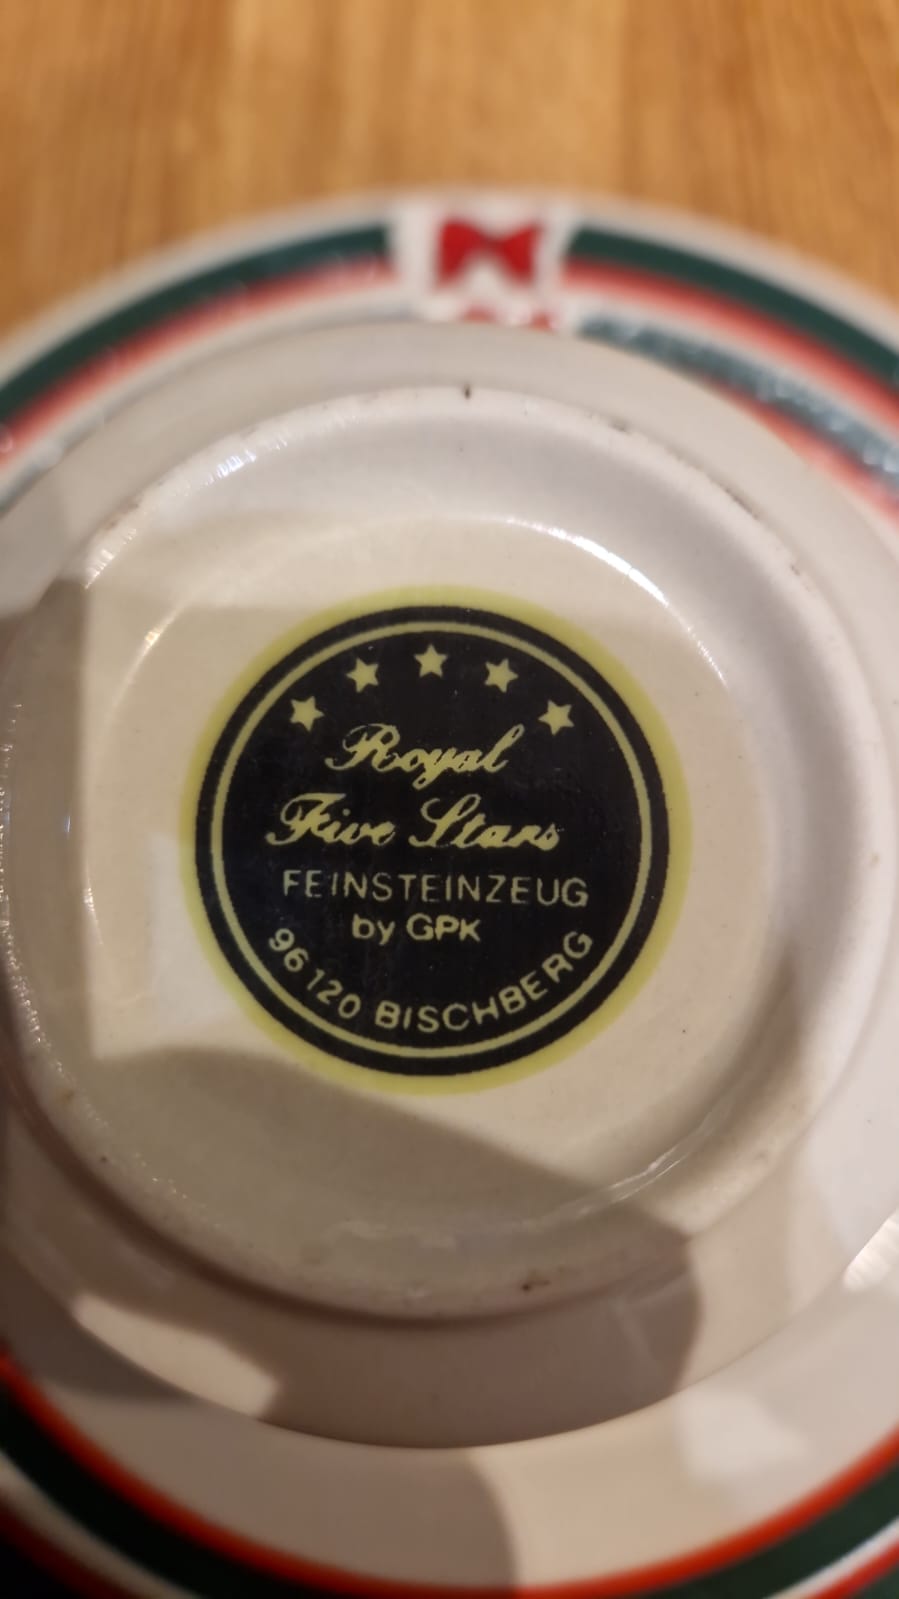 Royal
Five Stars
FEINSTEINZEUG
by GPK
96120 BISCHBERG